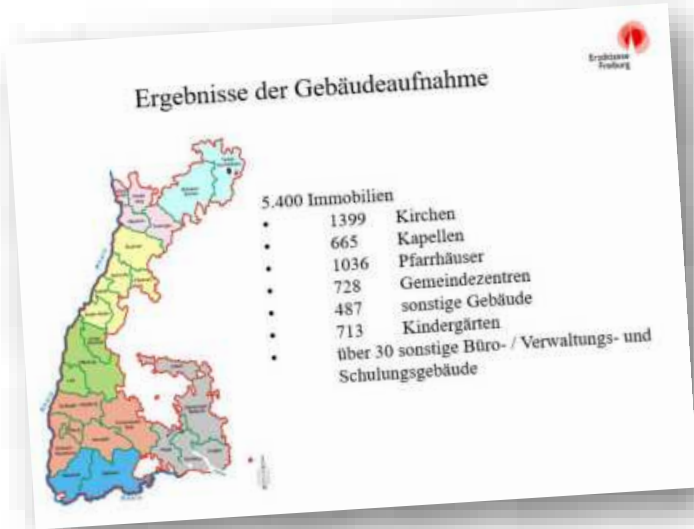 Erzdiözese
Freiburg
Ergebnisse der Gebäudeaufnahme
5.400 Immobilien
• 1399 Kirchen
• 665 Kapellen
• 1036 Pfarrhäuser
• 728 Gemeindezentren
• 487 sonstige Gebäude
• 713 Kindergärten
• über 30 sonstige Büro- / Verwaltungs- und
Schulungsgebäude